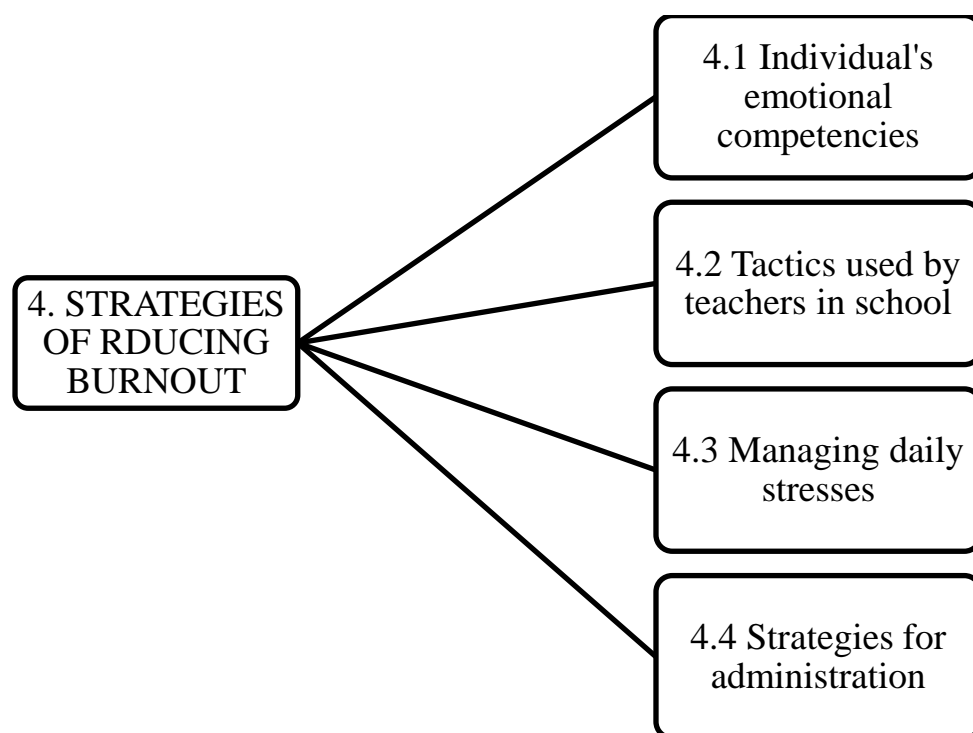 4. STRATEGIES
OF RDUCING
BURNOUT
4.1 Individual's
emotional
competencies
4.2 Tactics used by
teachers in school
4.3 Managing daily
stresses
4.4 Strategies for
administration